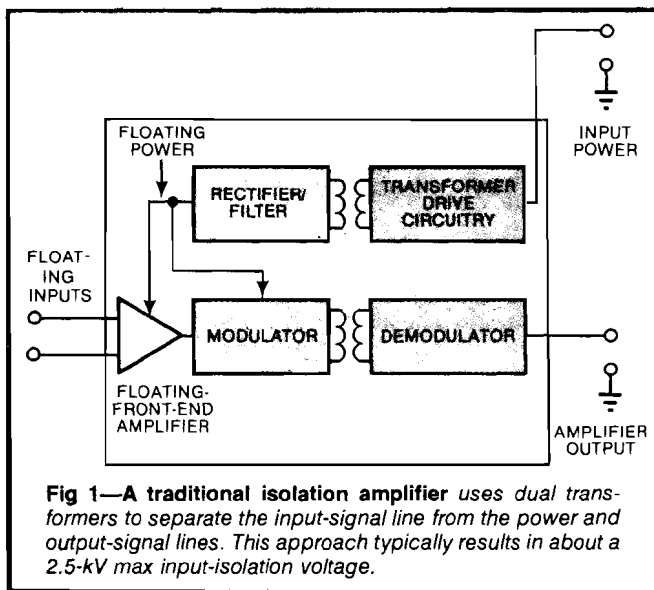 INPUT
POWER
FLOATING
POWER
RECTIFIER/
FILTER
TRANSFORMER
DRIVE
CIRCUITRY
FLOAT-
ING
INPUTS
MODULATOR
DEMODULATOR
FLOATING-
FRONT-END
AMPLIFIER
AMPLIFIER
OUTPUT
Fig 1—A traditional isolation amplifier uses dual trans-
formers to separate the input-signal line from the power and
output-signal lines. This approach typically results in about a
2.5-kV max input-isolation voltage.